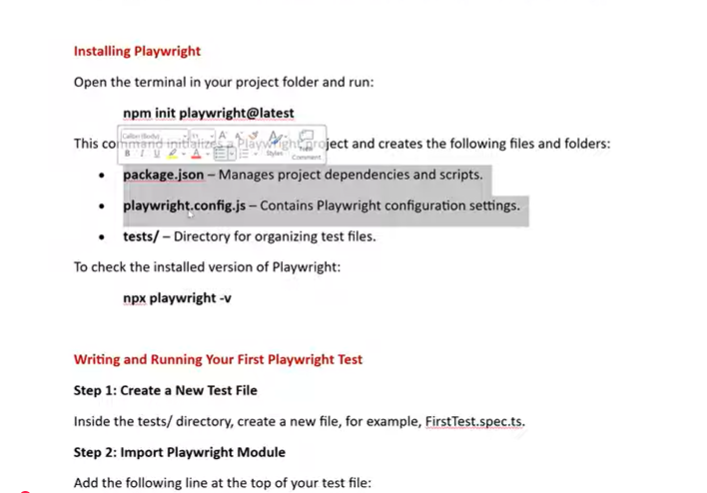 Installing Playwright
Open the terminal in your project folder and run:
npm init playwright@latest
This command initializes a Playwright project and creates the following files and folders:
• package.json – Manages project dependencies and scripts.
• playwright.config.js – Contains Playwright configuration settings.
• tests/ – Directory for organizing test files.
To check the installed version of Playwright:
npx playwright -v
Writing and Running Your First Playwright Test
Step 1: Create a New Test File
Inside the tests/ directory, create a new file, for example, FirstTest.spec.ts.
Step 2: Import Playwright Module
Add the following line at the top of your test file: